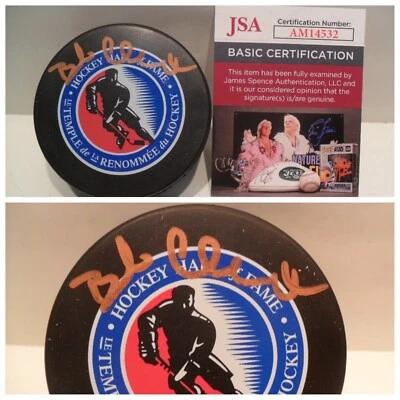 HOCKEY HALL OF FAME
LE TEMPLE de La RENOMMÉE du HOCKEY
JSA
Certification Number:
AM14532
BASIC CERTIFICATION
This item has been fully examined by
James Spence Authentication, LLC and
it is our considered opinion that the
signature(s) is/are genuine.
NATURE
HOCKEY HALL OF FAME
LE TEM
HOCKEY